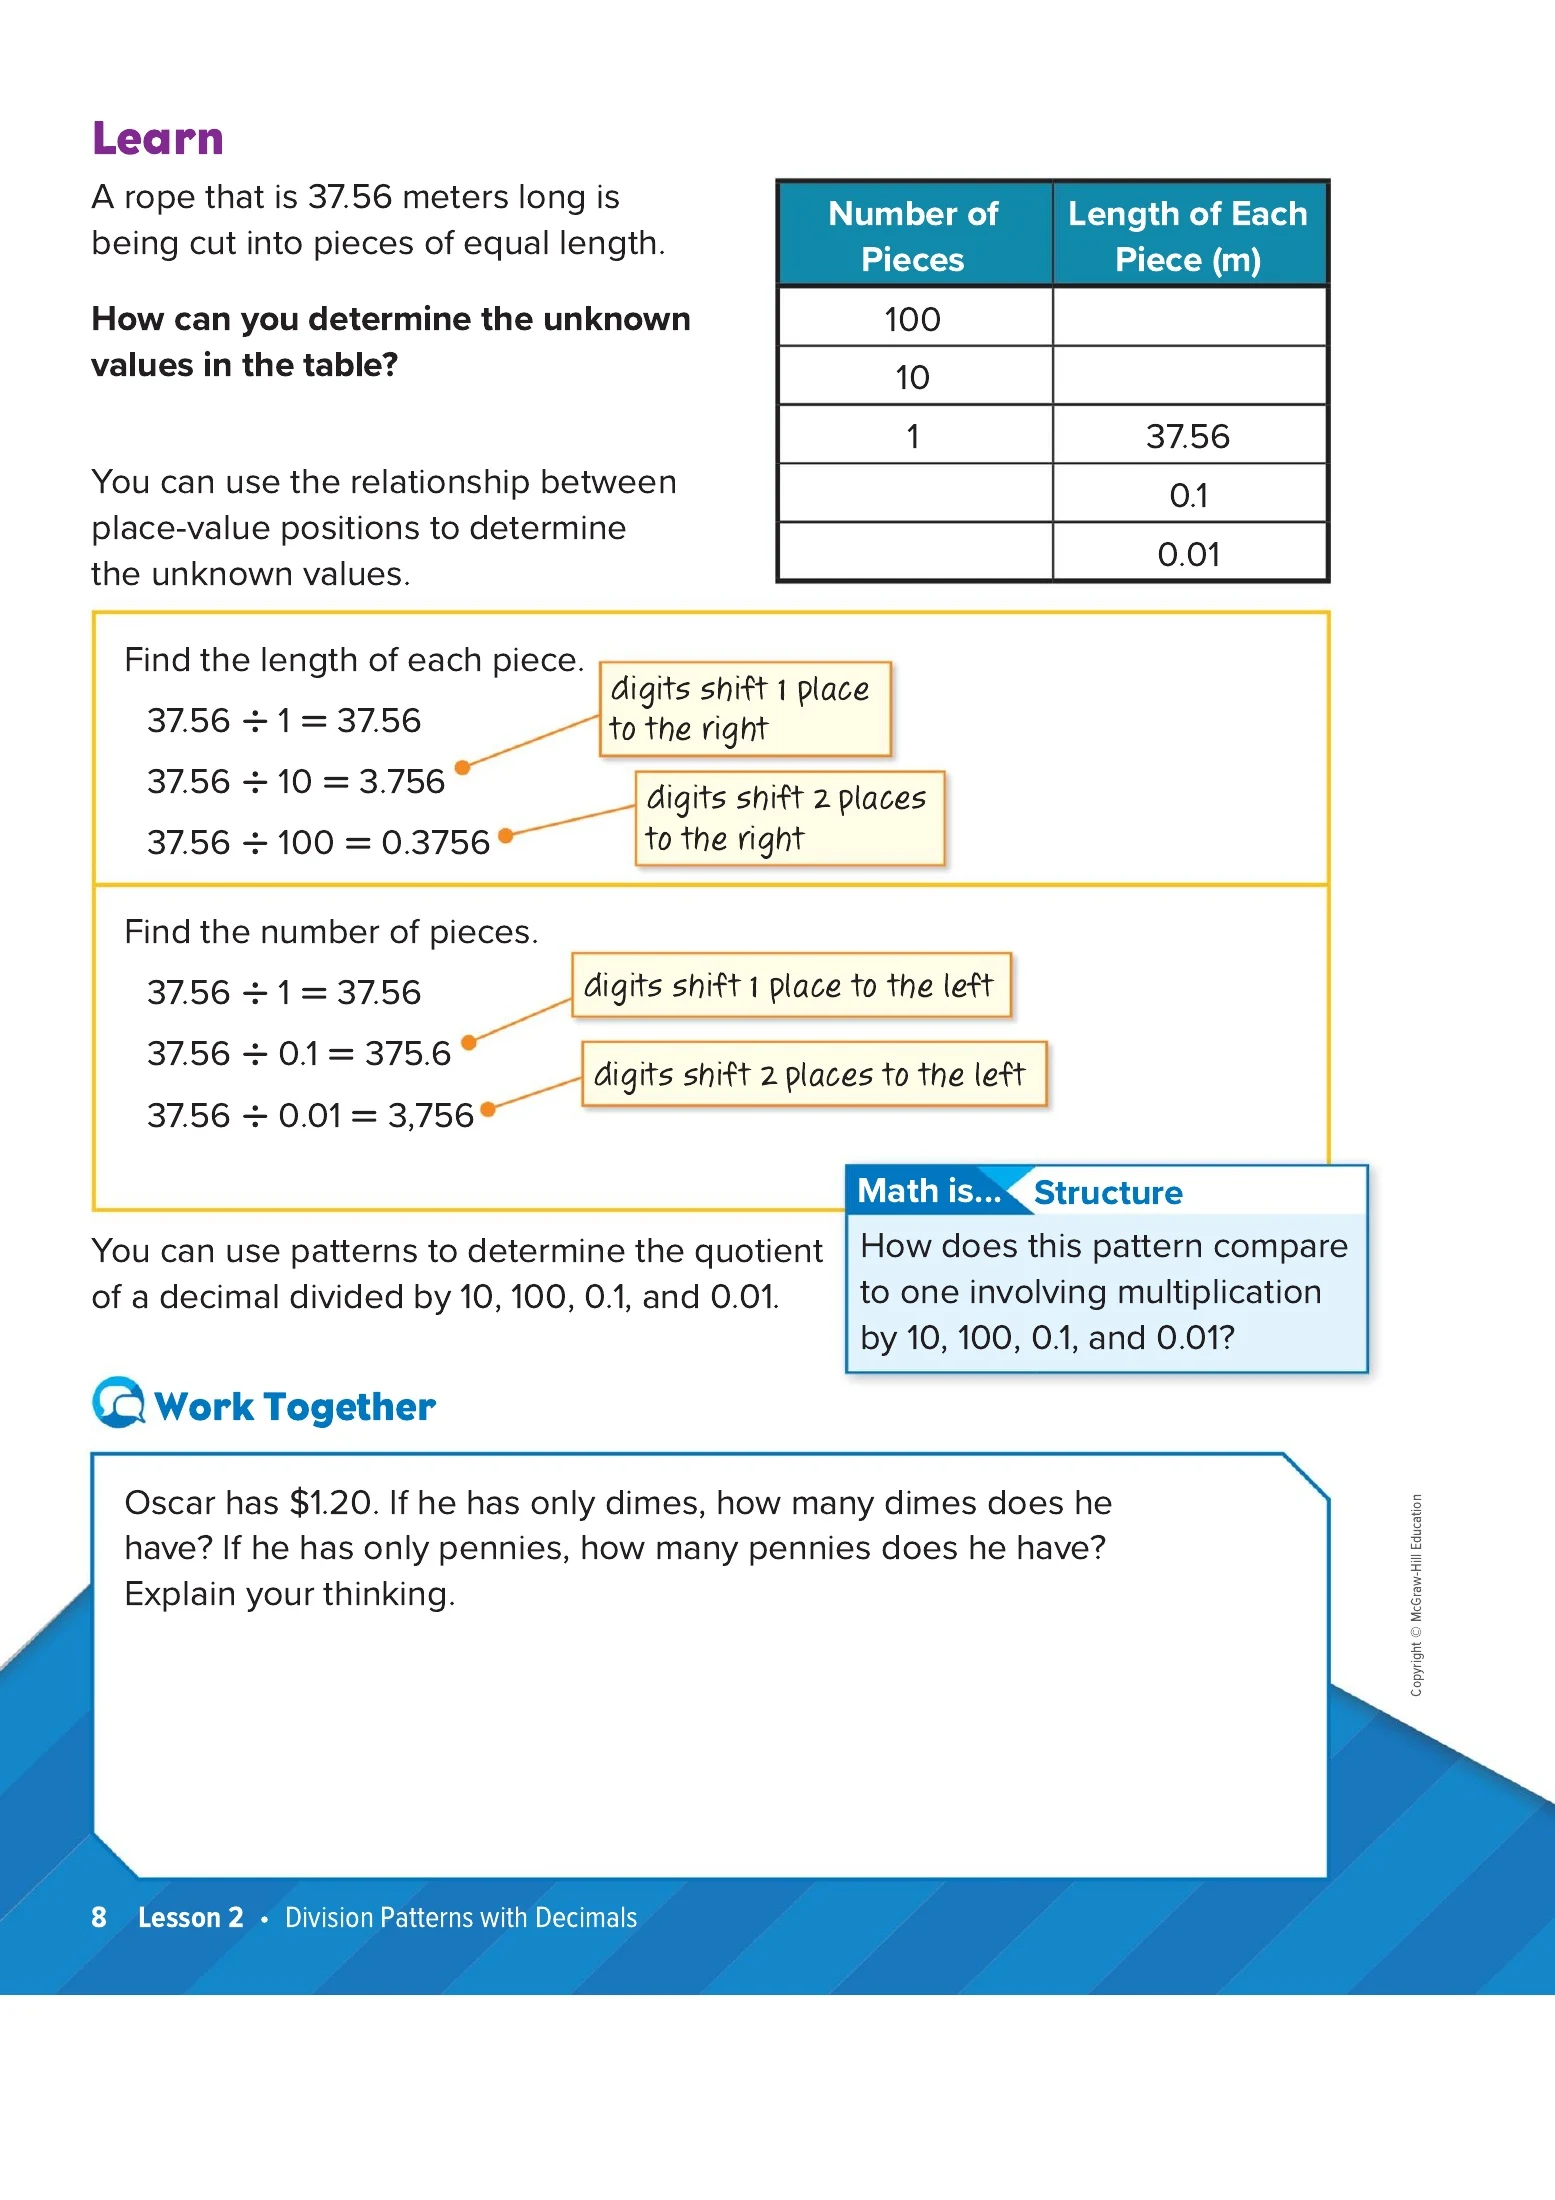 Learn
A rope that is 37.56 meters long is
being cut into pieces of equal length.
How can you determine the unknown
values in the table?
You can use the relationship between
place-value positions to determine
the unknown values.
Number of Pieces Length of Each Piece (m)
100
10
1 37.56
0.1
0.01
Find the length of each piece.
37.56 ÷ 1 = 37.56
digits shift 1 place
to the right
37.56 ÷ 10 = 3.756
digits shift 2 places
to the right
37.56 ÷ 100 = 0.3756
Find the number of pieces.
37.56 ÷ 1 = 37.56
digits shift 1 place to the left
37.56 ÷ 0.1 = 375.6
digits shift 2 places to the left
37.56 ÷ 0.01 = 3,756
You can use patterns to determine the quotient
of a decimal divided by 10, 100, 0.1, and 0.01.
Math is... Structure
How does this pattern compare
to one involving multiplication
by 10, 100, 0.1, and 0.01?
Work Together
Oscar has $1.20. If he has only dimes, how many dimes does he
have? If he has only pennies, how many pennies does he have?
Explain your thinking.
Copyright © McGraw-Hill Education
8 Lesson 2 • Division Patterns with Decimals